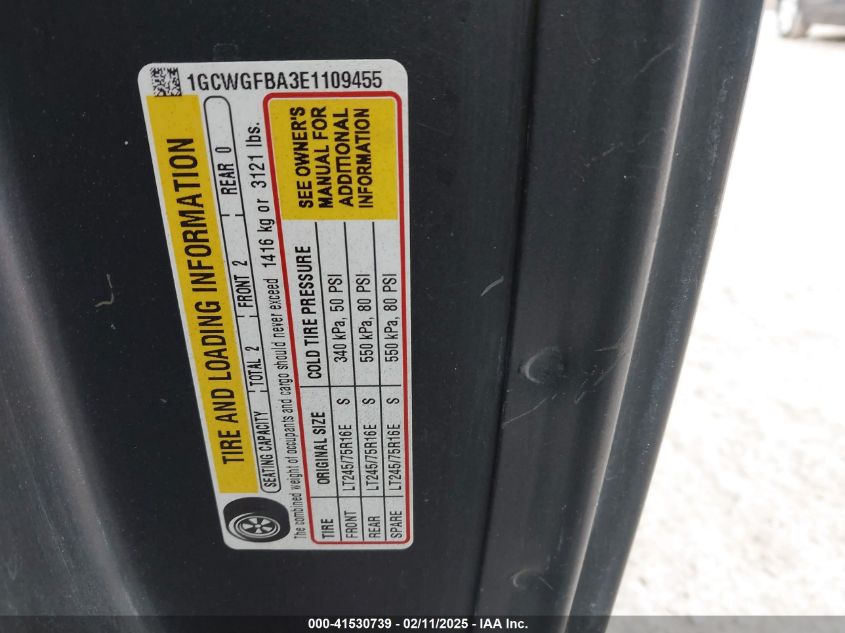 1GCWGFBA3E1109455
TIRE AND LOADING INFORMATION
SEATING CAPACITY TOTAL 2 FRONT 2 REAR 0
The combined weight of occupants and cargo should never exceed 1416 kg or 3121 lbs.
TIRE ORIGINAL SIZE COLD TIRE PRESSURE
FRONT LT245/75R16E S 340 kPa, 50 PSI
REAR LT245/75R16E S 550 kPa, 80 PSI
SPARE LT245/75R16E S 550 kPa, 80 PSI
SEE OWNER'S
MANUAL FOR
ADDITIONAL
INFORMATION
000-41530739 - 02/11/2025 - IAA Inc.